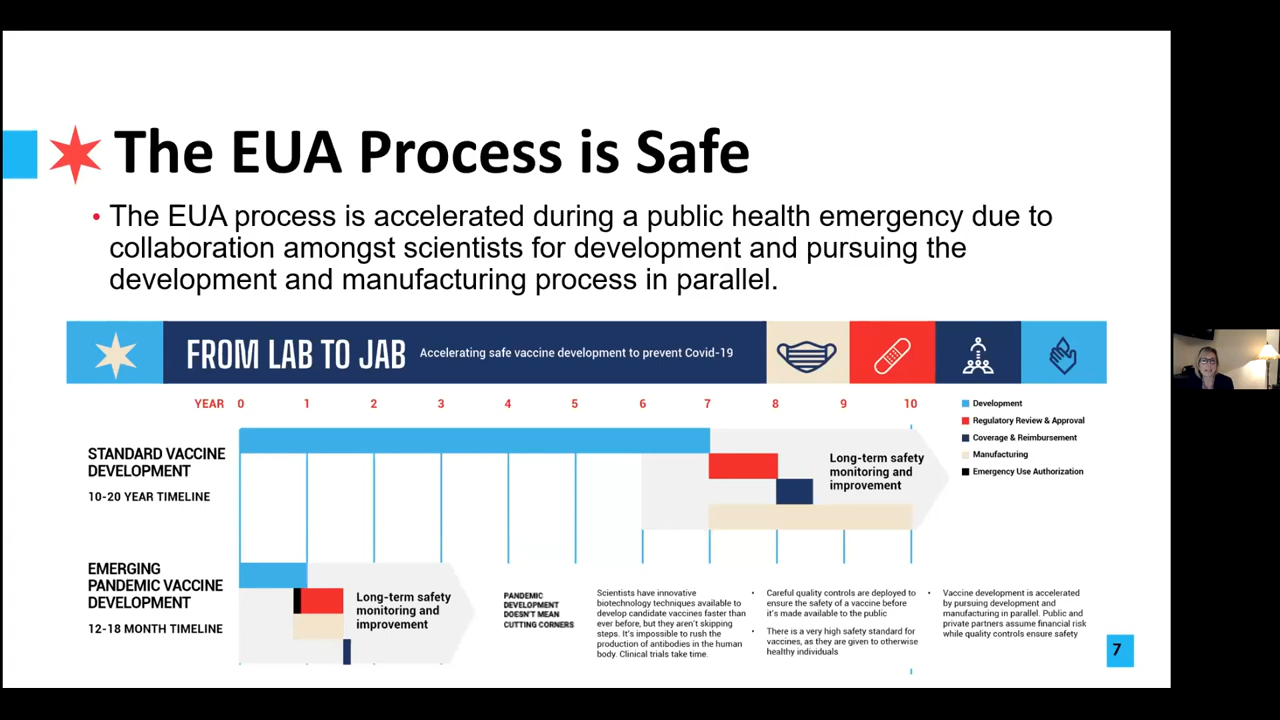 The EUA Process is Safe
• The EUA process is accelerated during a public health emergency due to
collaboration amongst scientists for development and pursuing the
development and manufacturing process in parallel.
FROM LAB TO JAB Accelerating safe vaccine development to prevent Covid-19
YEAR 0 1 2 3 4 5 6 7 8 9 10
STANDARD VACCINE
DEVELOPMENT
10-20 YEAR TIMELINE
Long-term safety
monitoring and
improvement
Development
Regulatory Review & Approval
Coverage & Reimbursement
Manufacturing
Emergency Use Authorization
EMERGING
PANDEMIC VACCINE
DEVELOPMENT
12-18 MONTH TIMELINE
Long-term safety
monitoring and
improvement
PANDEMIC
DEVELOPMENT
DOESN'T MEAN
CUTTING CORNERS
Scientists have innovative
biotechnology techniques available to
develop candidate vaccines faster than
ever before, but they aren't skipping
steps. It's impossible to rush the
production of antibodies in the human
body. Clinical trials take time.
• Careful quality controls are deployed to
ensure the safety of a vaccine before
it's made available to the public
• There is a very high safety standard for
vaccines, as they are given to otherwise
healthy individuals
• Vaccine development is accelerated
by pursuing development and
manufacturing in parallel. Public and
private partners assume financial risk
while quality controls ensure safety
7